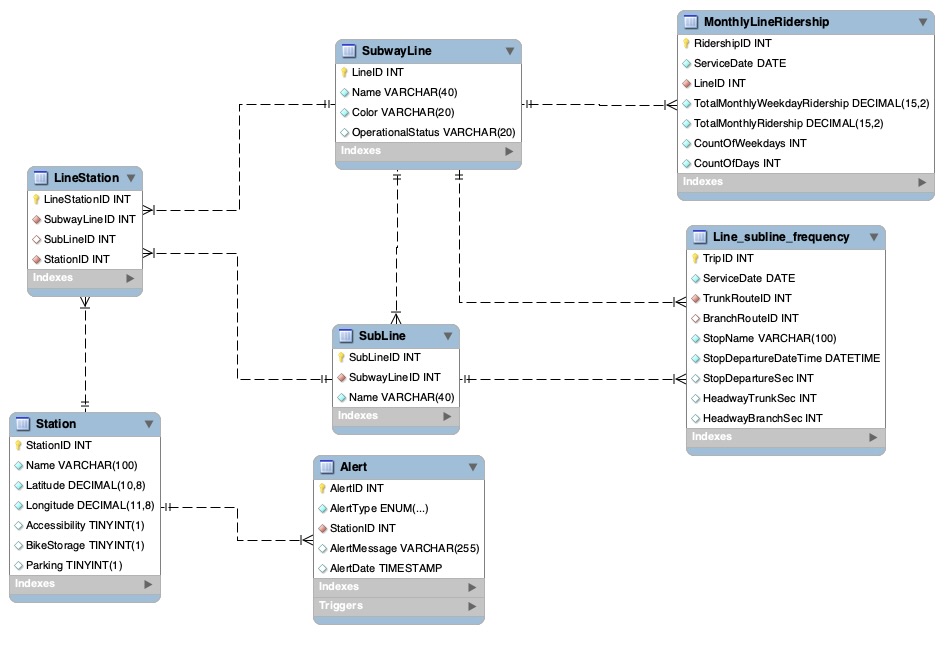 MonthlyLineRidership
RidershipID INT
ServiceDate DATE
LineID INT
TotalMonthlyWeekdayRidership DECIMAL(15,2)
TotalMonthlyRidership DECIMAL(15,2)
CountOfWeekdays INT
CountOfDays INT
Indexes
SubwayLine
LineID INT
Name VARCHAR(40)
Color VARCHAR(20)
OperationalStatus VARCHAR(20)
Indexes
LineStation
LineStationID INT
SubwayLineID INT
SubLineID INT
StationID INT
Indexes
Line_subline_frequency
TripID INT
ServiceDate DATE
TrunkRouteID INT
BranchRouteID INT
StopName VARCHAR(100)
StopDepartureDateTime DATETIME
StopDepartureSec INT
HeadwayTrunkSec INT
HeadwayBranchSec INT
Indexes
SubLine
SubLineID INT
SubwayLineID INT
Name VARCHAR(40)
Indexes
Station
StationID INT
Name VARCHAR(100)
Latitude DECIMAL(10,8)
Longitude DECIMAL(11,8)
Accessibility TINYINT(1)
BikeStorage TINYINT(1)
Parking TINYINT(1)
Indexes
Alert
AlertID INT
AlertType ENUM(...)
StationID INT
AlertMessage VARCHAR(255)
AlertDate TIMESTAMP
Indexes
Triggers